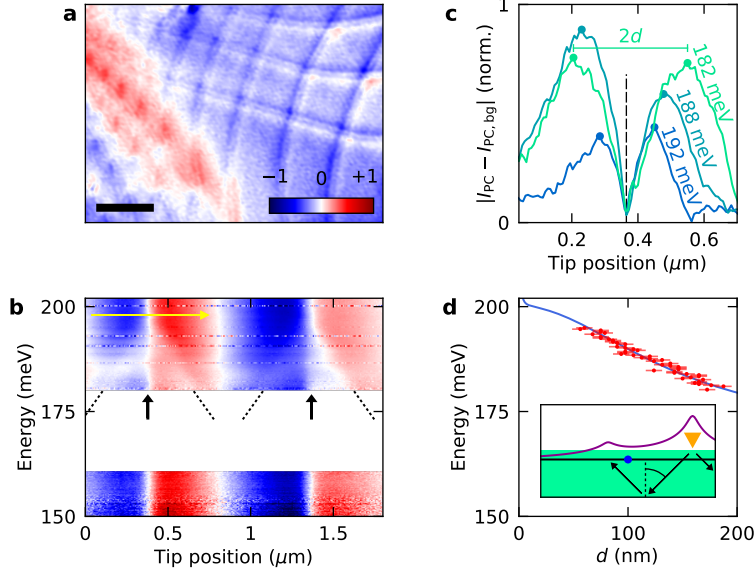 a
−1
0
+1
b
200
175
150
Energy (meV)
0
0.5
1
1.5
Tip position (μm)
c
1
0
|I_PC − I_PC, bg| (norm.)
2d
182 meV
188 meV
192 meV
0.2
0.4
0.6
Tip position (μm)
d
200
175
150
Energy (meV)
0
100
200
d (nm)